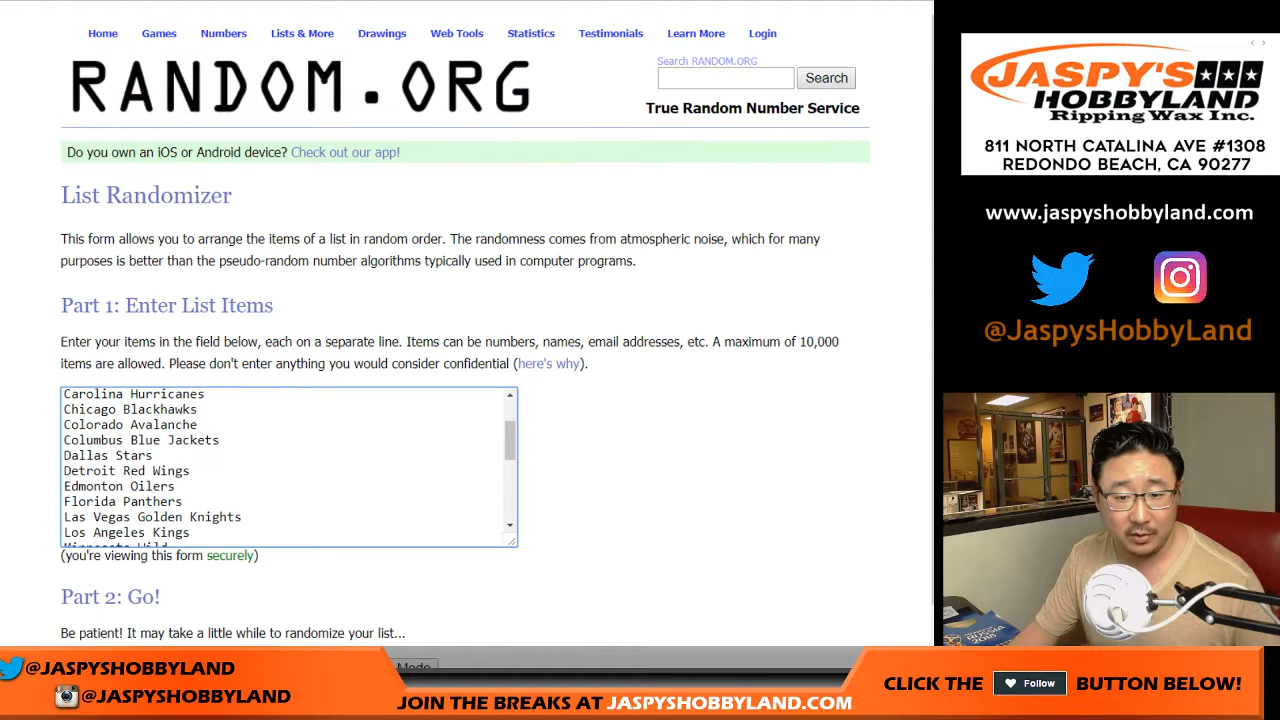 Home Games Numbers Lists & More Drawings Web Tools Statistics Testimonials Learn More Login
RANDOM.ORG
Search RANDOM.ORG
Search
True Random Number Service
Do you own an iOS or Android device? Check out our app!
List Randomizer
This form allows you to arrange the items of a list in random order. The randomness comes from atmospheric noise, which for many
purposes is better than the pseudo-random number algorithms typically used in computer programs.
Part 1: Enter List Items
Enter your items in the field below, each on a separate line. Items can be numbers, names, email addresses, etc. A maximum of 10,000
items are allowed. Please don't enter anything you would consider confidential (here's why).
Carolina Hurricanes
Chicago Blackhawks
Colorado Avalanche
Columbus Blue Jackets
Dallas Stars
Detroit Red Wings
Edmonton Oilers
Florida Panthers
Las Vegas Golden Knights
Los Angeles Kings
(you're viewing this form securely)
Part 2: Go!
Be patient! It may take a little while to randomize your list...
JASPY'S
HOBBYLAND
Ripping Wax Inc.
811 NORTH CATALINA AVE #1308
REDONDO BEACH, CA 90277
www.jaspyshobbyland.com
@JaspysHobbyLand
RUSSIA
2018
@JASPYSHOBBYLAND
@JASPYSHOBBYLAND
JOIN THE BREAKS AT JASPYSHOBBYLAND.COM
CLICK THE Follow BUTTON BELOW!